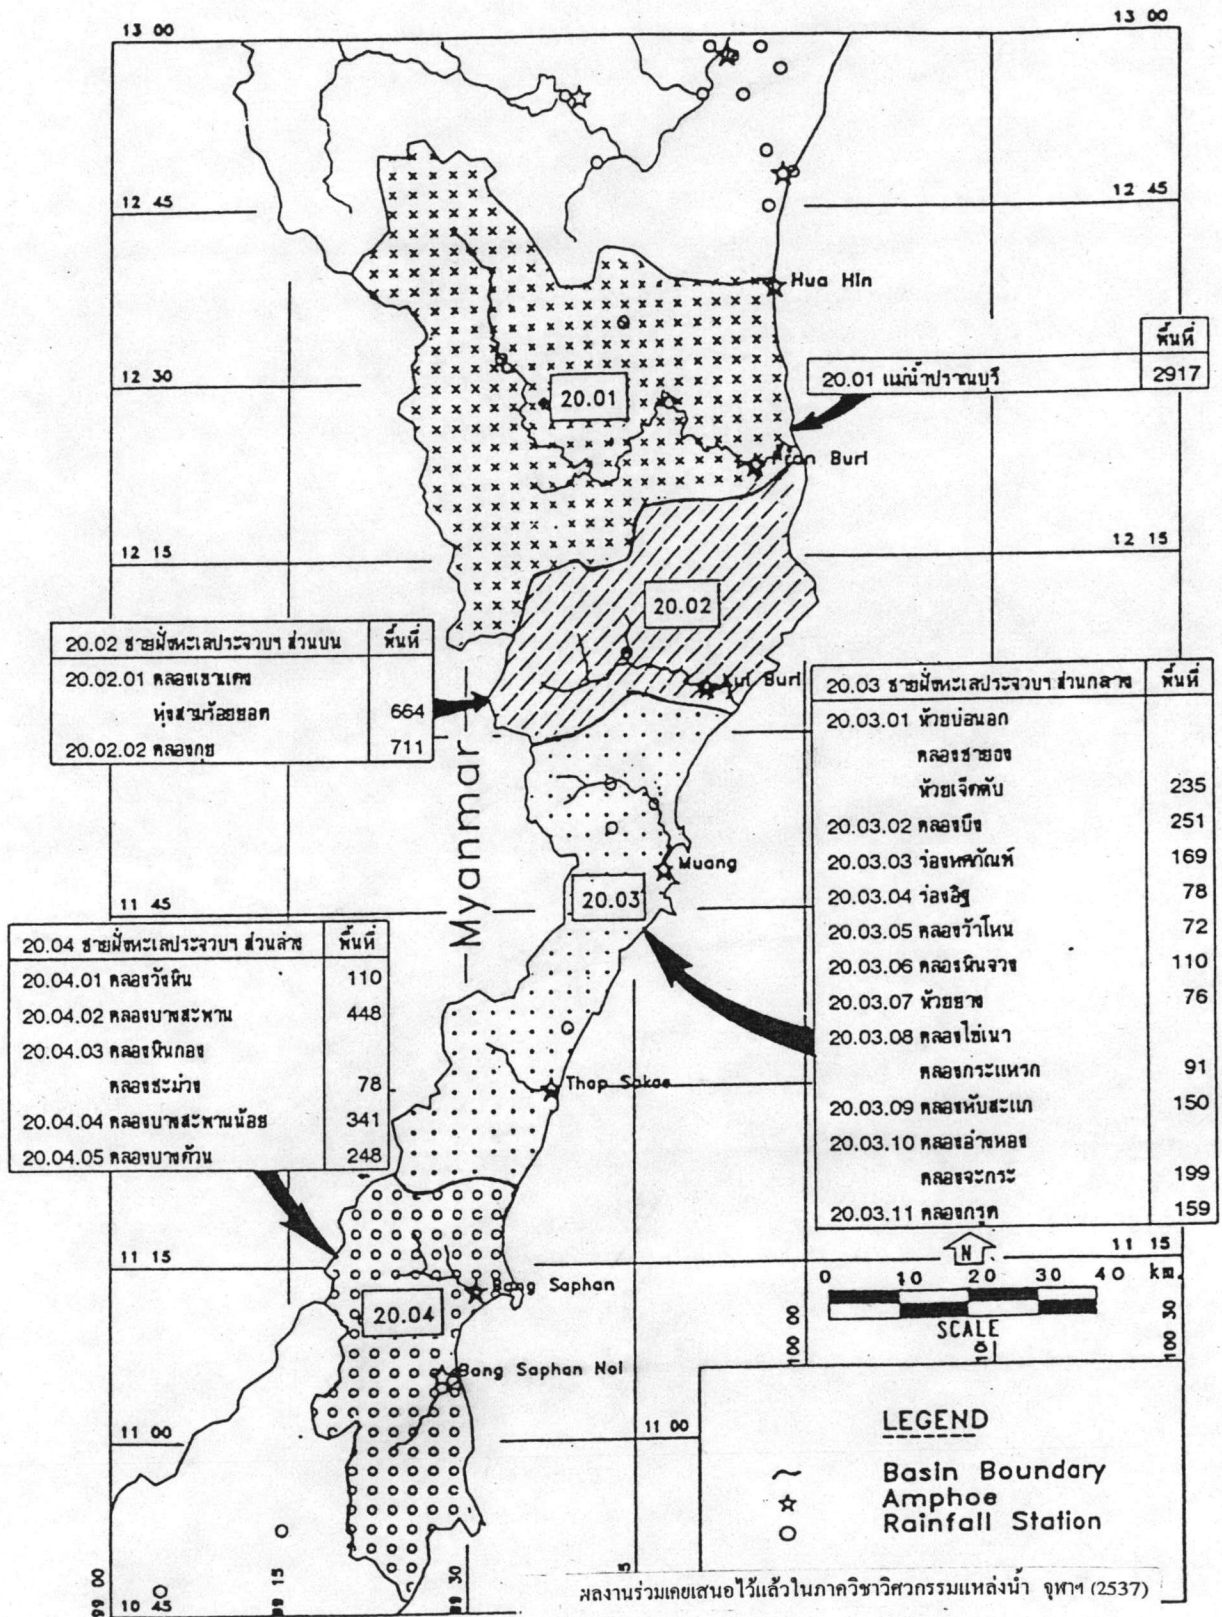 13 00
13 00
12 45
12 45
Hua Hin
พื้นที่
20.01 แม่น้ำปราณบุรี 2917
12 30
20.01
Pran Buri
12 15
12 15
20.02
20.02 ชายฝั่งทะเลประจวบฯ ส่วนบน พื้นที่
20.02.01 คลองเขาแดง
ทุ่งสามร้อยยอด 664
20.02.02 คลองกุย 711
Kui Buri
20.03 ชายฝั่งทะเลประจวบฯ ส่วนกลาง พื้นที่
20.03.01 ห้วยบ่อนอก
คลองชายธง
ห้วยเจ็ดดับ 235
20.03.02 คลองบึง 251
20.03.03 ร่องทศกัณฑ์ 169
20.03.04 ร่องอิฐ 78
20.03.05 คลองว้าโทน 72
20.03.06 คลองหินจวง 110
20.03.07 ห้วยยาง 76
20.03.08 คลองไข่เนา
คลองกระแหรก 91
20.03.09 คลองทับสะแก 150
20.03.10 คลองอ่างทอง
คลองจะกระ 199
20.03.11 คลองกรูด 159
Myanmar
Muang
20.03
11 45
20.04 ชายฝั่งทะเลประจวบฯ ส่วนล่าง พื้นที่
20.04.01 คลองวังหิน 110
20.04.02 คลองบางสะพาน 448
20.04.03 คลองหินกอง
คลองชะม่วง 78
20.04.04 คลองบางสะพานน้อย 341
20.04.05 คลองบางด้วน 248
Thap Sakae
11 15
11 15
N
0 10 20 30 40 km.
SCALE
Bang Saphan
20.04
100 00
100 30
Bang Saphan Noi
11 00
11 00
LEGEND
Basin Boundary
Amphoe
Rainfall Station
99 00
10 45
ผลงานร่วมเคยเสนอไว้แล้วในภาควิชาวิศวกรรมแหล่งน้ำ จุฬาฯ (2537)